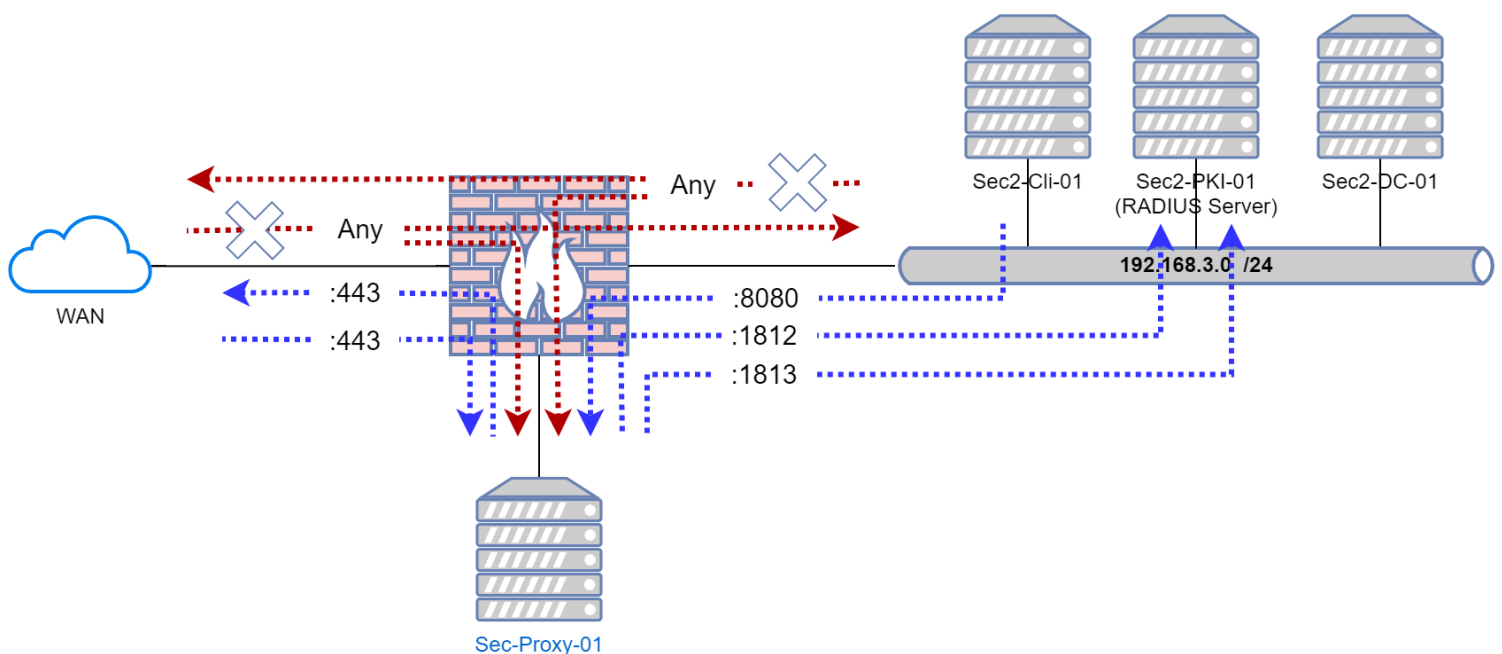 Sec2-Cli-01
Sec2-PKI-01
(RADIUS Server)
Sec2-DC-01
Any
Any
192.168.3.0 /24
WAN
:443
:8080
:443
:1812
:1813
Sec-Proxy-01